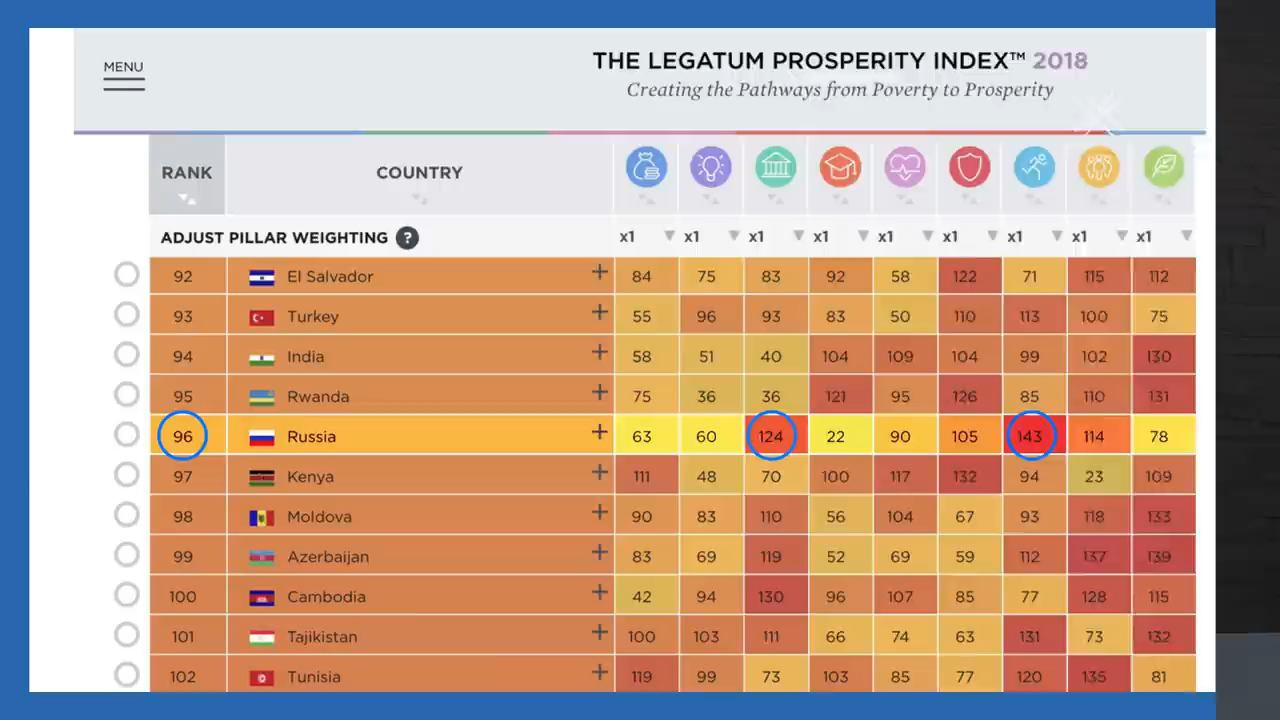 MENU
THE LEGATUM PROSPERITY INDEX™ 2018
Creating the Pathways from Poverty to Prosperity
RANK COUNTRY
ADJUST PILLAR WEIGHTING ? x1 x1 x1 x1 x1 x1 x1 x1 x1
92 El Salvador + 84 75 83 92 58 122 71 115 112
93 Turkey + 55 96 93 83 50 110 113 100 75
94 India + 58 51 40 104 109 104 99 102 130
95 Rwanda + 75 36 36 121 95 126 85 110 131
96 Russia + 63 60 124 22 90 105 143 114 78
97 Kenya + 111 48 70 100 117 132 94 23 109
98 Moldova + 90 83 110 56 104 67 93 118 133
99 Azerbaijan + 83 69 119 52 69 59 112 137 139
100 Cambodia + 42 94 130 96 107 85 77 128 115
101 Tajikistan + 100 103 111 66 74 63 131 73 132
102 Tunisia + 119 99 73 103 85 77 120 135 81